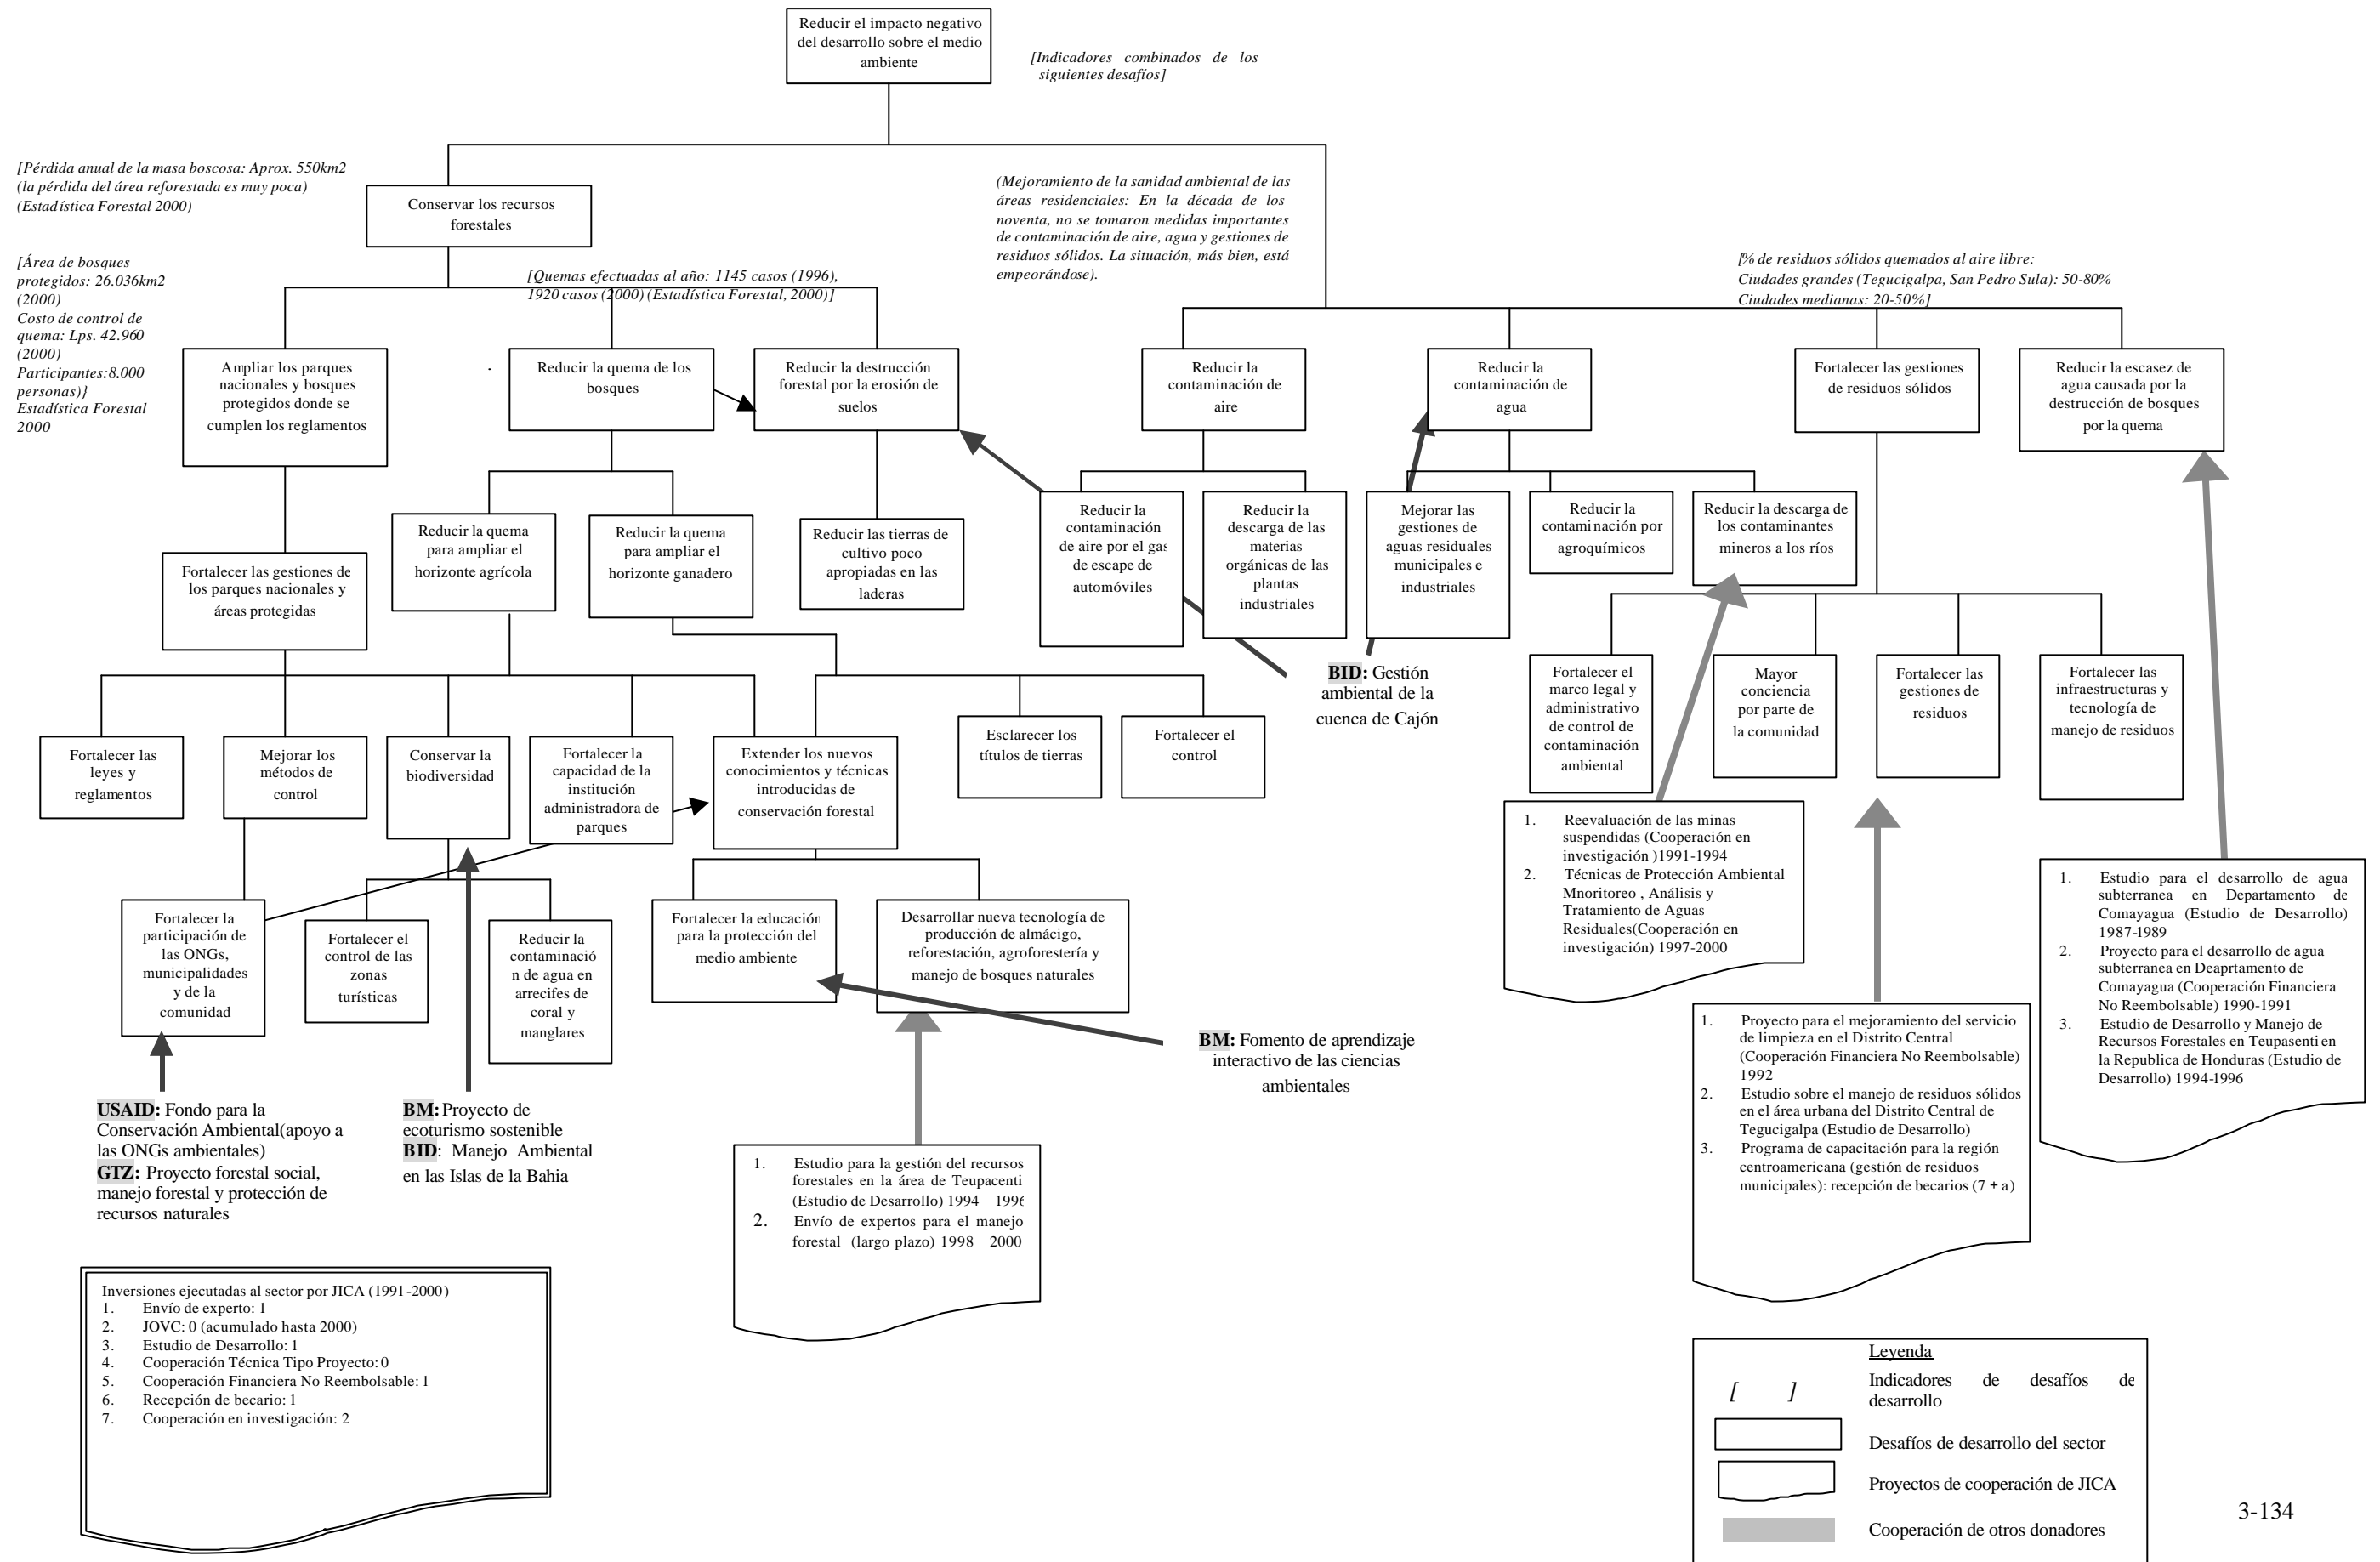 Reducir el impacto negativo
del desarrollo sobre el medio
ambiente
[Indicadores combinados de los
siguientes desafíos]
[Pérdida anual de la masa boscosa: Aprox. 550km2
(la pérdida del área reforestada es muy poca)
(Estadística Forestal 2000)
Conservar los recursos
forestales
(Mejoramiento de la sanidad ambiental de las
áreas residenciales: En la década de los
noventa, no se tomaron medidas importantes
de contaminación de aire, agua y gestiones de
residuos sólidos. La situación, más bien, está
empeorándose).
[Área de bosques
protegidos: 26.036km2
(2000)
Costo de control de
quema: Lps. 42.960
(2000)
Participantes:8.000
personas)]
Estadística Forestal
2000
[Quemas efectuadas al año: 1145 casos (1996),
1920 casos (2000) (Estadística Forestal, 2000)]
[% de residuos sólidos quemados al aire libre:
Ciudades grandes (Tegucigalpa, San Pedro Sula): 50-80%
Ciudades medianas: 20-50%]
Ampliar los parques
nacionales y bosques
protegidos donde se
cumplen los reglamentos
Reducir la quema de los
bosques
Reducir la destrucción
forestal por la erosión de
suelos
Reducir la
contaminación de
aire
Reducir la
contaminación de
agua
Fortalecer las gestiones
de residuos sólidos
Reducir la escasez de
agua causada por la
destrucción de bosques
por la quema
Fortalecer las gestiones de
los parques nacionales y
áreas protegidas
Reducir la quema
para ampliar el
horizonte agrícola
Reducir la quema
para ampliar el
horizonte ganadero
Reducir las tierras de
cultivo poco
apropiadas en las
laderas
Reducir la
contaminación
de aire por el gas
de escape de
automóviles
Reducir la
descarga de las
materias
orgánicas de las
plantas
industriales
Mejorar las
gestiones de
aguas residuales
municipales e
industriales
Reducir la
contaminación por
agroquímicos
Reducir la descarga de
los contaminantes
mineros a los ríos
BID: Gestión
ambiental de la
cuenca de Cajón
Fortalecer el
marco legal y
administrativo
de control de
contaminación
ambiental
Mayor
conciencia
por parte de
la comunidad
Fortalecer las
gestiones de
residuos
Fortalecer las
infraestructuras y
tecnología de
manejo de residuos
Fortalecer las
leyes y
reglamentos
Mejorar los
métodos de
control
Conservar la
biodiversidad
Fortalecer la
capacidad de la
institución
administradora de
parques
Extender los nuevos
conocimientos y técnicas
introducidas de
conservación forestal
Esclarecer los
títulos de tierras
Fortalecer el
control
Fortalecer la
participación de
las ONGs,
municipalidades
y de la
comunidad
Fortalecer el
control de las
zonas
turísticas
Reducir la
contaminació
n de agua en
arrecifes de
coral y
manglares
Fortalecer la educación
para la protección del
medio ambiente
Desarrollar nueva tecnología de
producción de almácigo,
reforestación, agroforestería y
manejo de bosques naturales
1. Reevaluación de las minas
suspendidas (Cooperación en
investigación )1991-1994
2. Técnicas de Protección Ambiental
Mnoritoreo , Análisis y
Tratamiento de Aguas
Residuales(Cooperación en
investigación) 1997-2000
1. Estudio para el desarrollo de agua
subterranea en Departamento de
Comayagua (Estudio de Desarrollo)
1987-1989
2. Proyecto para el desarrollo de agua
subterranea en Deaprtamento de
Comayagua (Cooperación Financiera
No Reembolsable) 1990-1991
3. Estudio de Desarrollo y Manejo de
Recursos Forestales en Teupasenti en
la Republica de Honduras (Estudio de
Desarrollo) 1994-1996
1. Proyecto para el mejoramiento del servicio
de limpieza en el Distrito Central
(Cooperación Financiera No Reembolsable)
1992
2. Estudio sobre el manejo de residuos sólidos
en el área urbana del Distrito Central de
Tegucigalpa (Estudio de Desarrollo)
3. Programa de capacitación para la región
centroamericana (gestión de residuos
municipales): recepción de becarios (7 + a)
BM: Fomento de aprendizaje
interactivo de las ciencias
ambientales
USAID: Fondo para la
Conservación Ambiental(apoyo a
las ONGs ambientales)
GTZ: Proyecto forestal social,
manejo forestal y protección de
recursos naturales
BM: Proyecto de
ecoturismo sostenible
BID: Manejo Ambiental
en las Islas de la Bahia
1. Estudio para la gestión del recursos
forestales en la área de Teupacenti
(Estudio de Desarrollo) 1994 1996
2. Envío de expertos para el manejo
forestal (largo plazo) 1998 2000
Inversiones ejecutadas al sector por JICA (1991-2000)
1. Envío de experto: 1
2. JOVC: 0 (acumulado hasta 2000)
3. Estudio de Desarrollo: 1
4. Cooperación Técnica Tipo Proyecto: 0
5. Cooperación Financiera No Reembolsable: 1
6. Recepción de becario: 1
7. Cooperación en investigación: 2
Leyenda
[ ] Indicadores de desafíos de
desarrollo
Desafíos de desarrollo del sector
Proyectos de cooperación de JICA
Cooperación de otros donadores
3-134